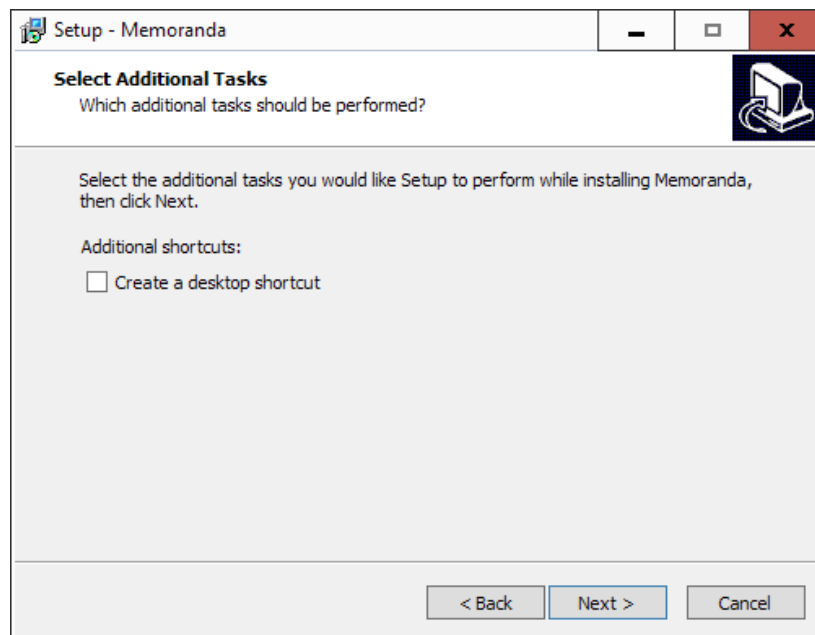 Setup - Memoranda
Select Additional Tasks
Which additional tasks should be performed?
Select the additional tasks you would like Setup to perform while installing Memoranda,
then click Next.
Additional shortcuts:
Create a desktop shortcut
< Back
Next >
Cancel